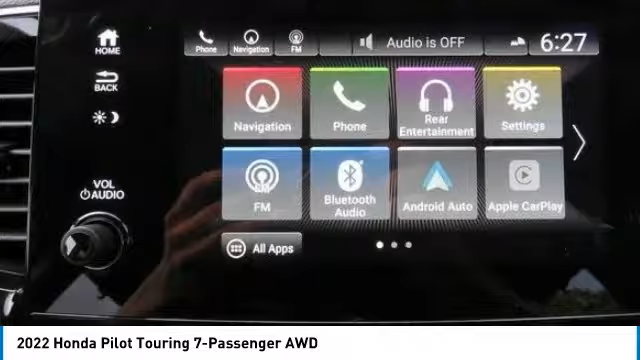 HOME
BACK
VOL
AUDIO
Phone
Navigation
FM
Audio is OFF
6:27
Navigation
Phone
Rear
Entertainment
Settings
FM
Bluetooth
Audio
Android Auto
Apple CarPlay
All Apps
2022 Honda Pilot Touring 7-Passenger AWD